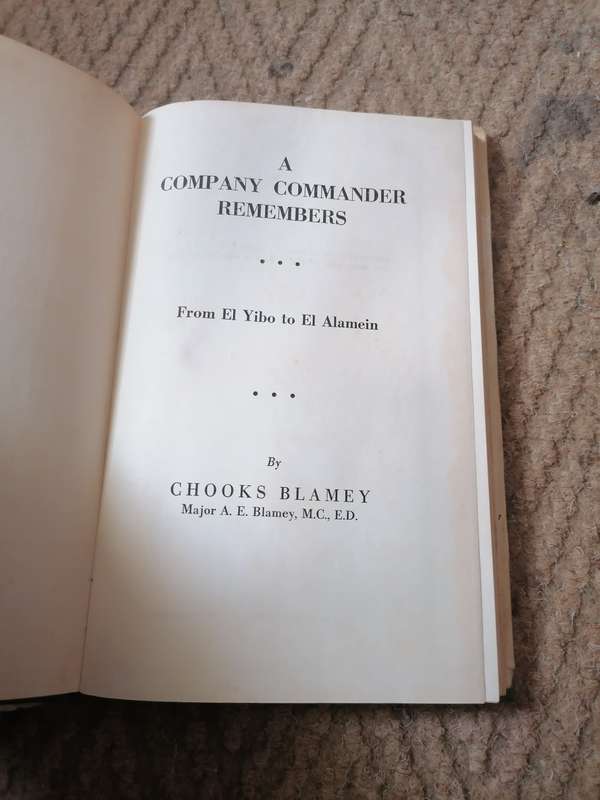 A
COMPANY COMMANDER
REMEMBERS
• • •
From El Yibo to El Alamein
• • •
By
CHOOKS BLAMEY
Major A. E. Blamey, M.C., E.D.